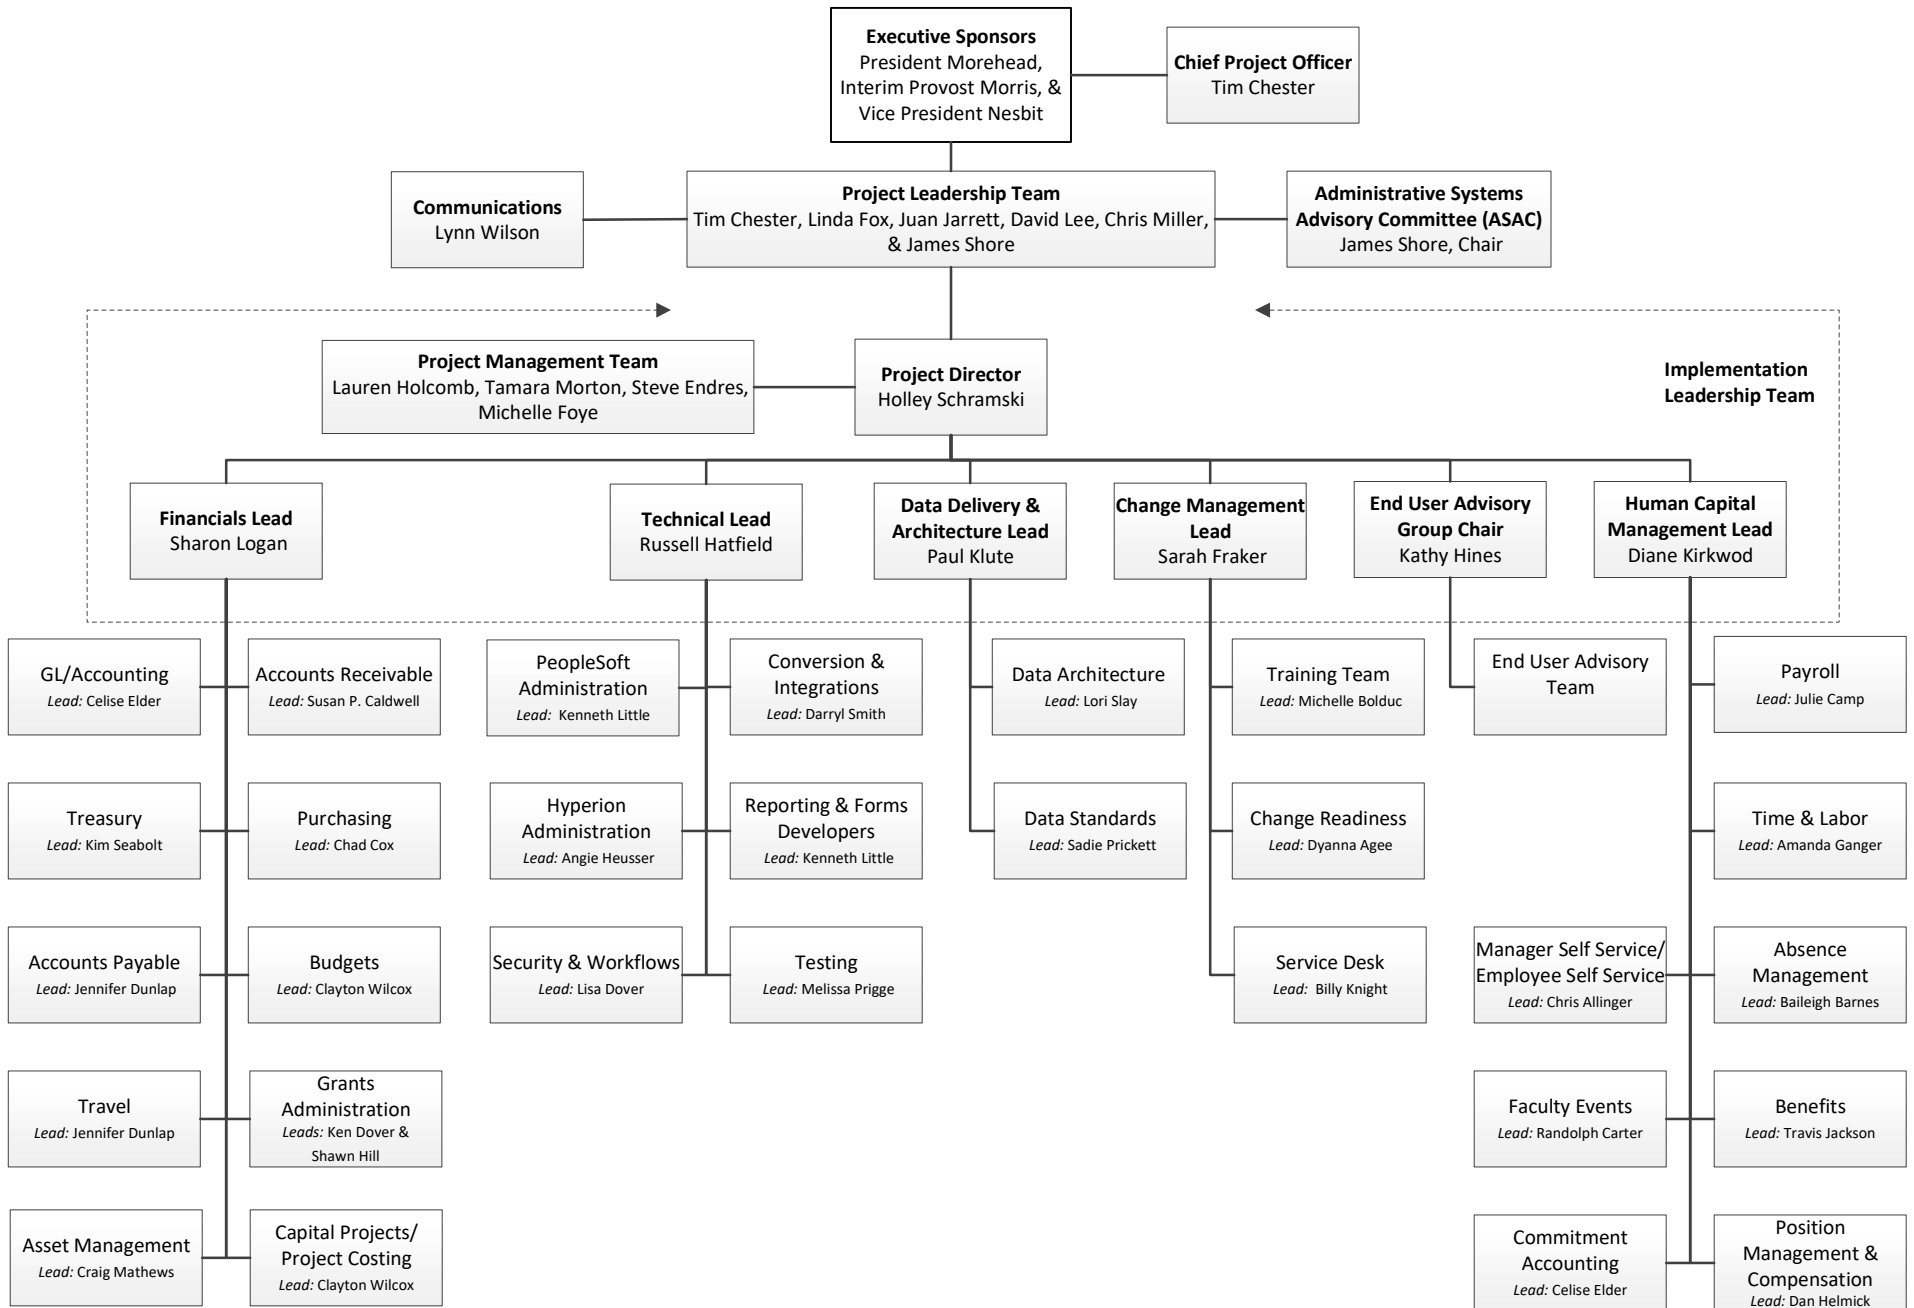 Executive Sponsors
President Morehead,
Interim Provost Morris, &
Vice President Nesbit
Chief Project Officer
Tim Chester
Communications
Lynn Wilson
Project Leadership Team
Tim Chester, Linda Fox, Juan Jarrett, David Lee, Chris Miller,
& James Shore
Administrative Systems
Advisory Committee (ASAC)
James Shore, Chair
Project Management Team
Lauren Holcomb, Tamara Morton, Steve Endres,
Michelle Foye
Project Director
Holley Schramski
Implementation
Leadership Team
Financials Lead
Sharon Logan
Technical Lead
Russell Hatfield
Data Delivery &
Architecture Lead
Paul Klute
Change Management
Lead
Sarah Fraker
End User Advisory
Group Chair
Kathy Hines
Human Capital
Management Lead
Diane Kirkwod
GL/Accounting
Lead: Celise Elder
Accounts Receivable
Lead: Susan P. Caldwell
PeopleSoft
Administration
Lead: Kenneth Little
Conversion &
Integrations
Lead: Darryl Smith
Data Architecture
Lead: Lori Slay
Training Team
Lead: Michelle Bolduc
End User Advisory
Team
Payroll
Lead: Julie Camp
Treasury
Lead: Kim Seabolt
Purchasing
Lead: Chad Cox
Hyperion
Administration
Lead: Angie Heusser
Reporting & Forms
Developers
Lead: Kenneth Little
Data Standards
Lead: Sadie Prickett
Change Readiness
Lead: Dyanna Agee
Time & Labor
Lead: Amanda Ganger
Accounts Payable
Lead: Jennifer Dunlap
Budgets
Lead: Clayton Wilcox
Security & Workflows
Lead: Lisa Dover
Testing
Lead: Melissa Prigge
Service Desk
Lead: Billy Knight
Manager Self Service/
Employee Self Service
Lead: Chris Allinger
Absence
Management
Lead: Baileigh Barnes
Travel
Lead: Jennifer Dunlap
Grants
Administration
Leads: Ken Dover &
Shawn Hill
Faculty Events
Lead: Randolph Carter
Benefits
Lead: Travis Jackson
Asset Management
Lead: Craig Mathews
Capital Projects/
Project Costing
Lead: Clayton Wilcox
Commitment
Accounting
Lead: Celise Elder
Position
Management &
Compensation
Lead: Dan Helmick